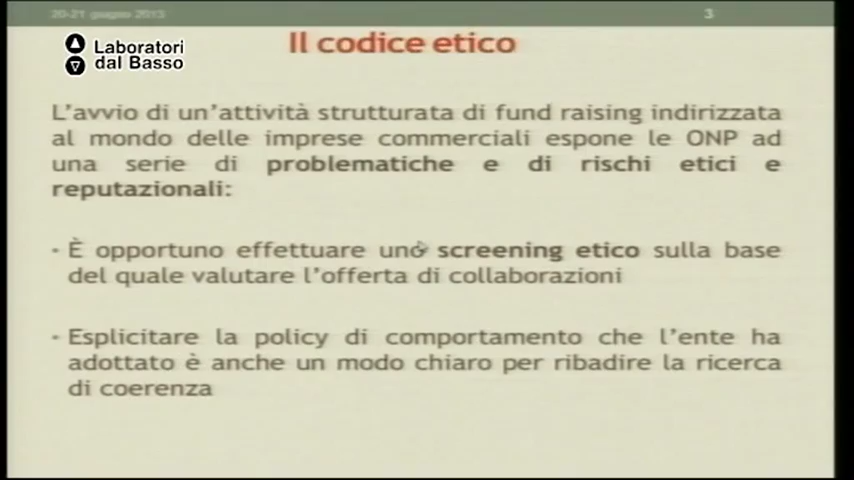 20-21 giugno 2013
3
Il codice etico
Laboratori
dal Basso
L'avvio di un'attività strutturata di fund raising indirizzata
al mondo delle imprese commerciali espone le ONP ad
una serie di problematiche e di rischi etici e
reputazionali:
• È opportuno effettuare uno screening etico sulla base
del quale valutare l'offerta di collaborazioni
• Esplicitare la policy di comportamento che l'ente ha
adottato è anche un modo chiaro per ribadire la ricerca
di coerenza